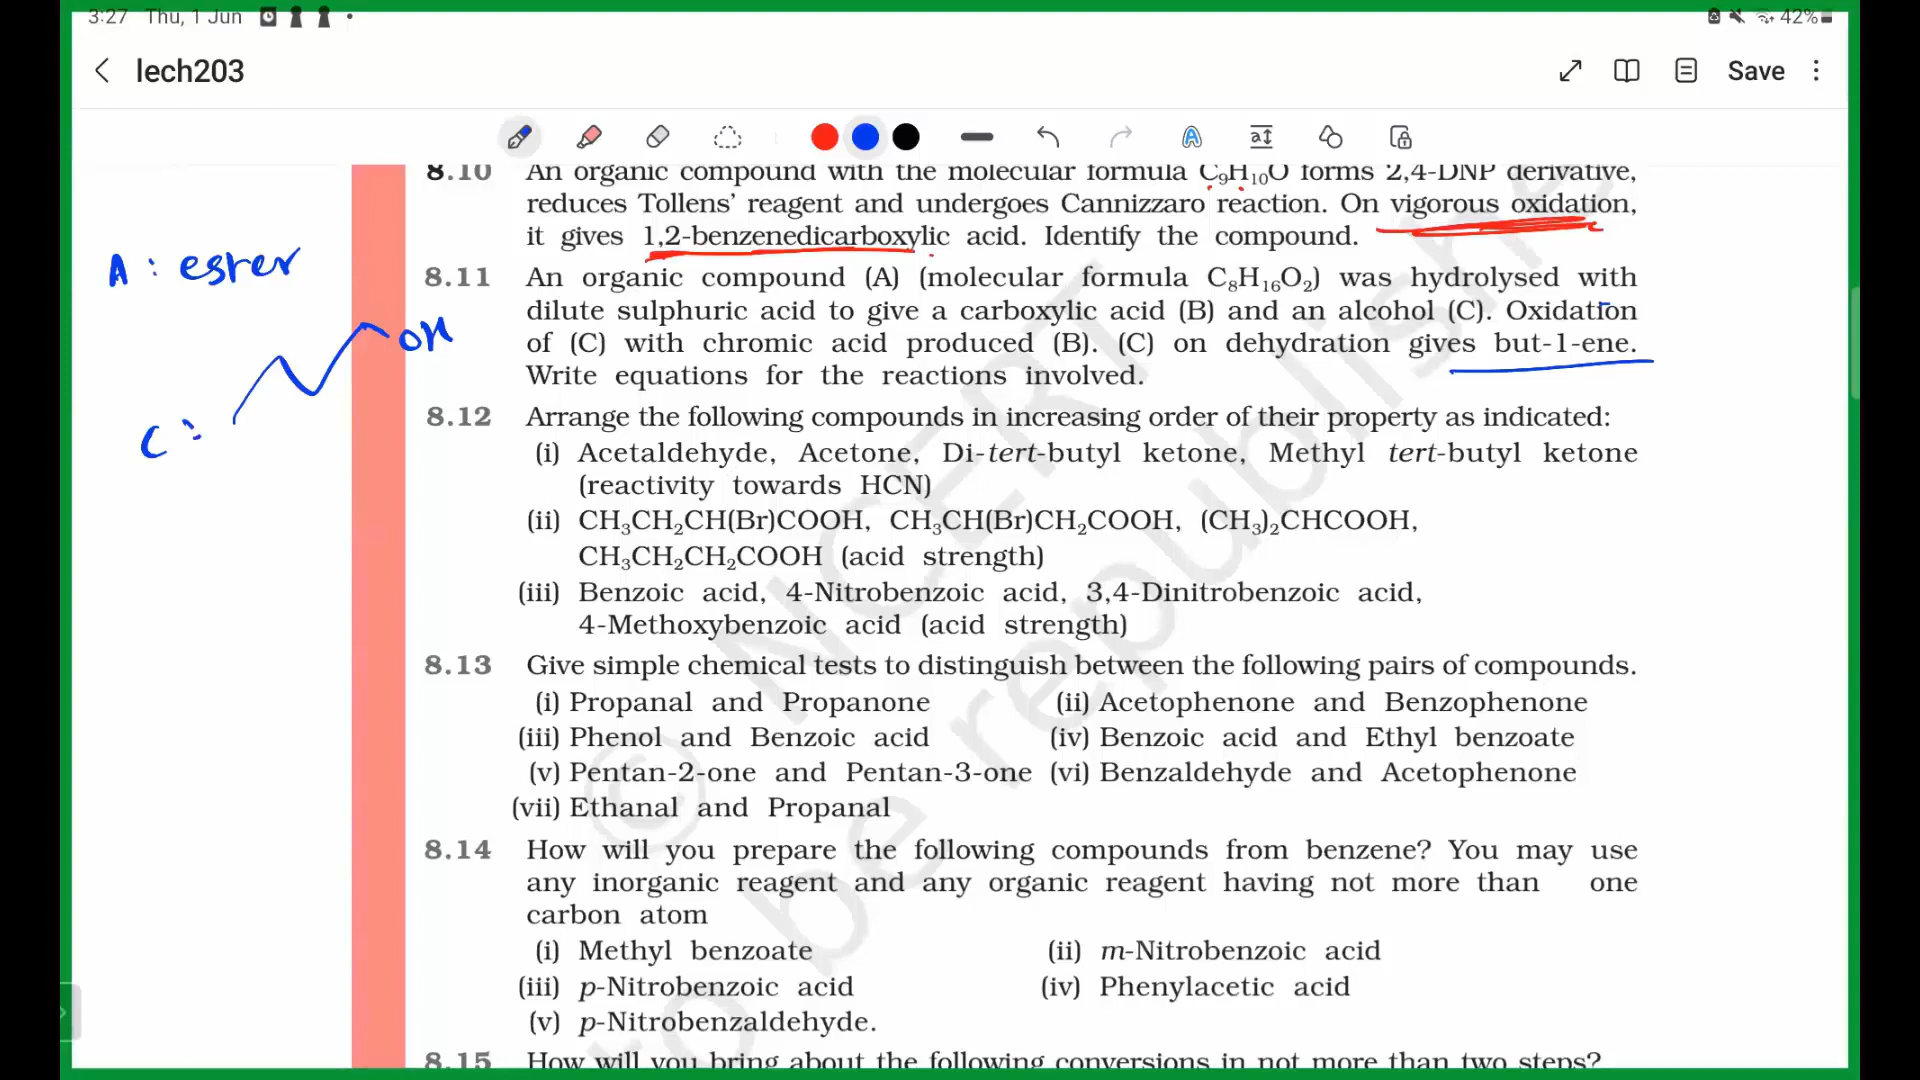 3:27 Thu, 1 Jun
42%
lech203
Save
8.10 An organic compound with the molecular formula C₉H₁₀O forms 2,4-DNP derivative,
reduces Tollens' reagent and undergoes Cannizzaro reaction. On vigorous oxidation,
it gives 1,2-benzenedicarboxylic acid. Identify the compound.
A : ester
8.11 An organic compound (A) (molecular formula C₈H₁₆O₂) was hydrolysed with
dilute sulphuric acid to give a carboxylic acid (B) and an alcohol (C). Oxidation
of (C) with chromic acid produced (B). (C) on dehydration gives but-1-ene.
Write equations for the reactions involved.
OH
C :
8.12 Arrange the following compounds in increasing order of their property as indicated:
(i) Acetaldehyde, Acetone, Di-tert-butyl ketone, Methyl tert-butyl ketone
(reactivity towards HCN)
(ii) CH₃CH₂CH(Br)COOH, CH₃CH(Br)CH₂COOH, (CH₃)₂CHCOOH,
CH₃CH₂CH₂COOH (acid strength)
(iii) Benzoic acid, 4-Nitrobenzoic acid, 3,4-Dinitrobenzoic acid,
4-Methoxybenzoic acid (acid strength)
8.13 Give simple chemical tests to distinguish between the following pairs of compounds.
(i) Propanal and Propanone (ii) Acetophenone and Benzophenone
(iii) Phenol and Benzoic acid (iv) Benzoic acid and Ethyl benzoate
(v) Pentan-2-one and Pentan-3-one (vi) Benzaldehyde and Acetophenone
(vii) Ethanal and Propanal
8.14 How will you prepare the following compounds from benzene? You may use
any inorganic reagent and any organic reagent having not more than one
carbon atom
(i) Methyl benzoate (ii) m-Nitrobenzoic acid
(iii) p-Nitrobenzoic acid (iv) Phenylacetic acid
(v) p-Nitrobenzaldehyde.
8.15 How will you bring about the following conversions in not more than two steps?
© NCERT
to be republishe